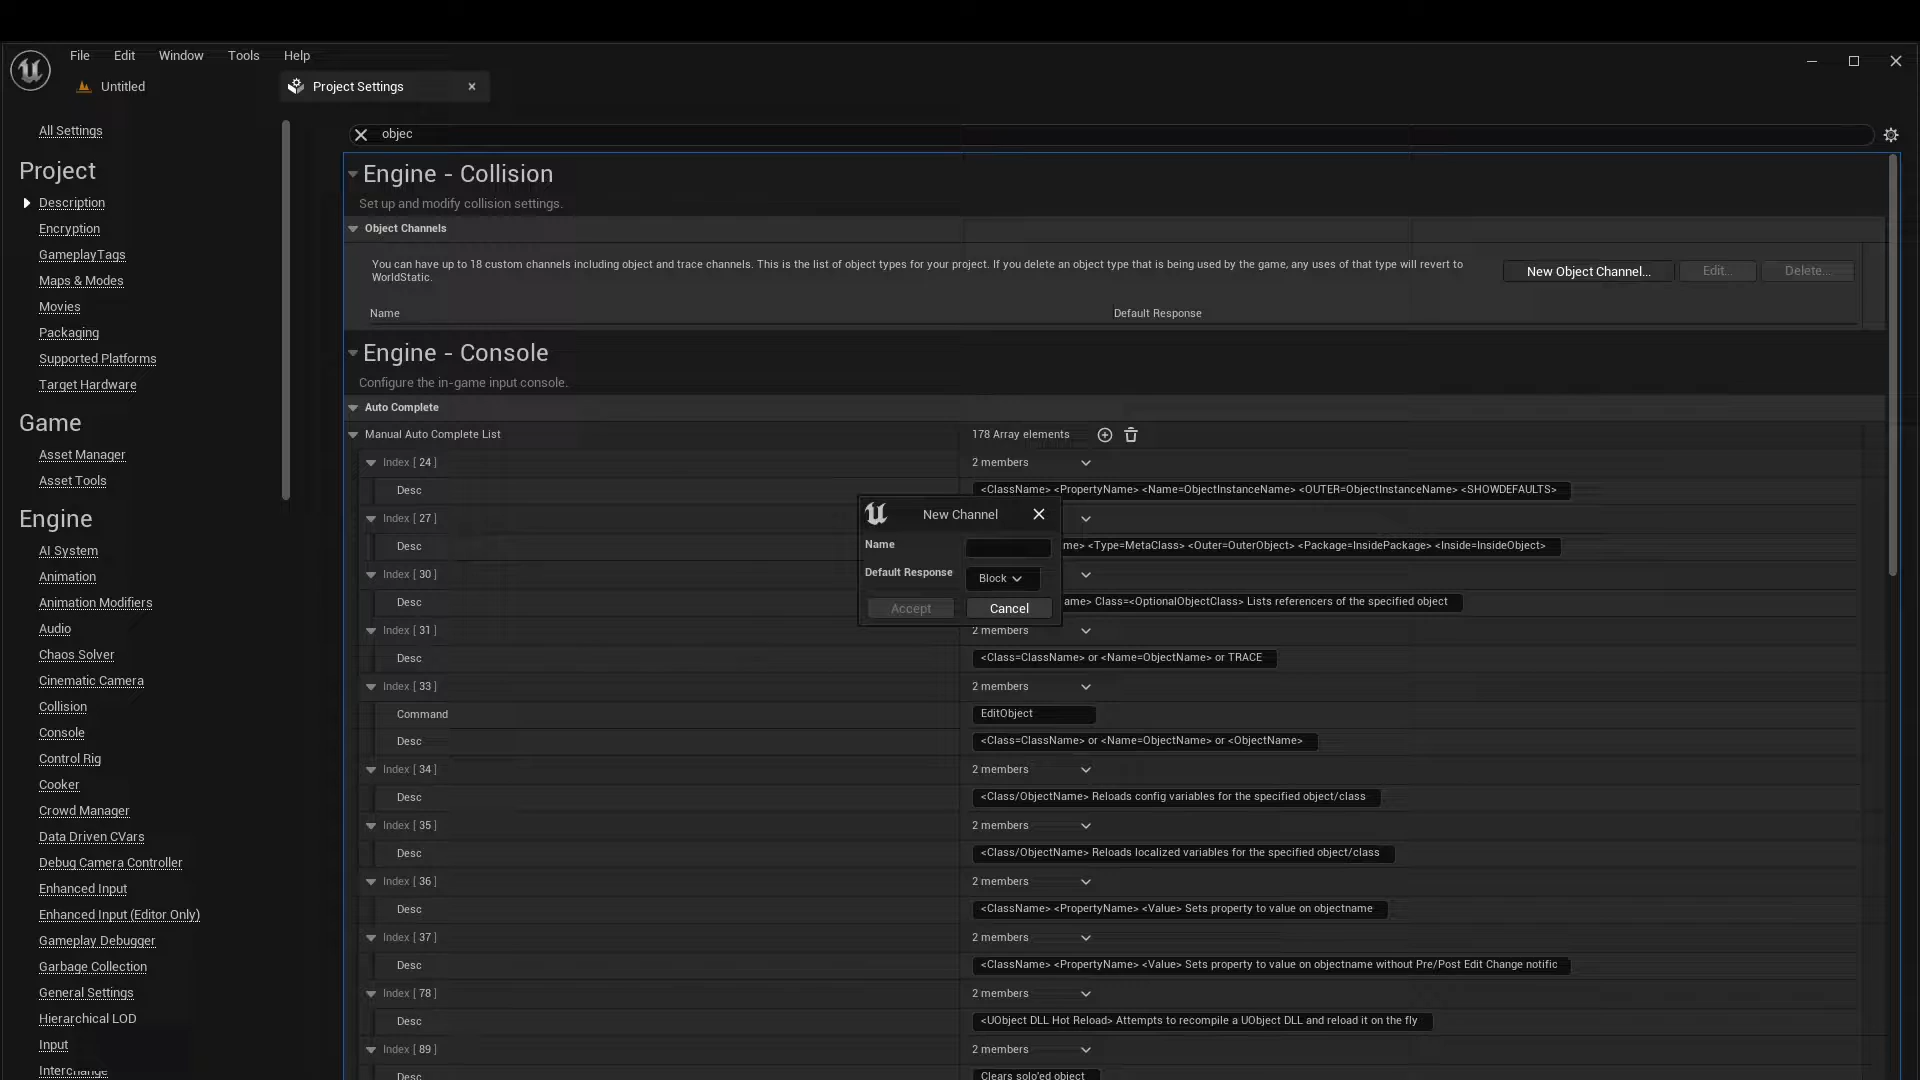 File Edit Window Tools Help
Untitled
Project Settings
All Settings
Project
Description
Encryption
GameplayTags
Maps & Modes
Movies
Packaging
Supported Platforms
Target Hardware
Game
Asset Manager
Asset Tools
Engine
AI System
Animation
Animation Modifiers
Audio
Chaos Solver
Cinematic Camera
Collision
Console
Control Rig
Cooker
Crowd Manager
Data Driven CVars
Debug Camera Controller
Enhanced Input
Enhanced Input (Editor Only)
Gameplay Debugger
Garbage Collection
General Settings
Hierarchical LOD
Input
Interchange
objec
Engine - Collision
Set up and modify collision settings.
Object Channels
You can have up to 18 custom channels including object and trace channels. This is the list of object types for your project. If you delete an object type that is being used by the game, any uses of that type will revert to
WorldStatic.
New Object Channel... Edit... Delete...
Name Default Response
Engine - Console
Configure the in-game input console.
Auto Complete
Manual Auto Complete List 178 Array elements
Index [ 24 ] 2 members
Desc <ClassName> <PropertyName> <Name=ObjectInstanceName> <OUTER=ObjectInstanceName> <SHOWDEFAULTS>
Index [ 27 ]
Desc me> <Type=MetaClass> <Outer=OuterObject> <Package=InsidePackage> <Inside=InsideObject>
Index [ 30 ]
Desc ame> Class=<OptionalObjectClass> Lists referencers of the specified object
Index [ 31 ] 2 members
Desc <Class=ClassName> or <Name=ObjectName> or TRACE
Index [ 33 ] 2 members
Command EditObject
Desc <Class=ClassName> or <Name=ObjectName> or <ObjectName>
Index [ 34 ] 2 members
Desc <Class/ObjectName> Reloads config variables for the specified object/class
Index [ 35 ] 2 members
Desc <Class/ObjectName> Reloads localized variables for the specified object/class
Index [ 36 ] 2 members
Desc <ClassName> <PropertyName> <Value> Sets property to value on objectname
Index [ 37 ] 2 members
Desc <ClassName> <PropertyName> <Value> Sets property to value on objectname without Pre/Post Edit Change notific
Index [ 78 ] 2 members
Desc <UObject DLL Hot Reload> Attempts to recompile a UObject DLL and reload it on the fly
Index [ 89 ] 2 members
Desc Clears solo'ed object
New Channel
Name
Default Response Block
Accept Cancel